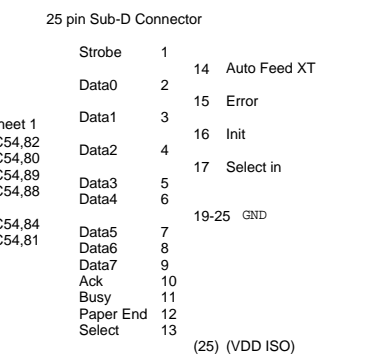 25 pin Sub-D Connector
Strobe 1
14 Auto Feed XT
Data0 2
15 Error
Data1 3
16 Init
C54,82
C54,80
Data2 4
17 Select in
C54,89
C54,88
Data3 5
Data4 6
19-25 GND
C54,84
Data5 7
C54,81
Data6 8
Data7 9
Ack 10
Busy 11
Paper End 12
Select 13
(25) (VDD ISO)